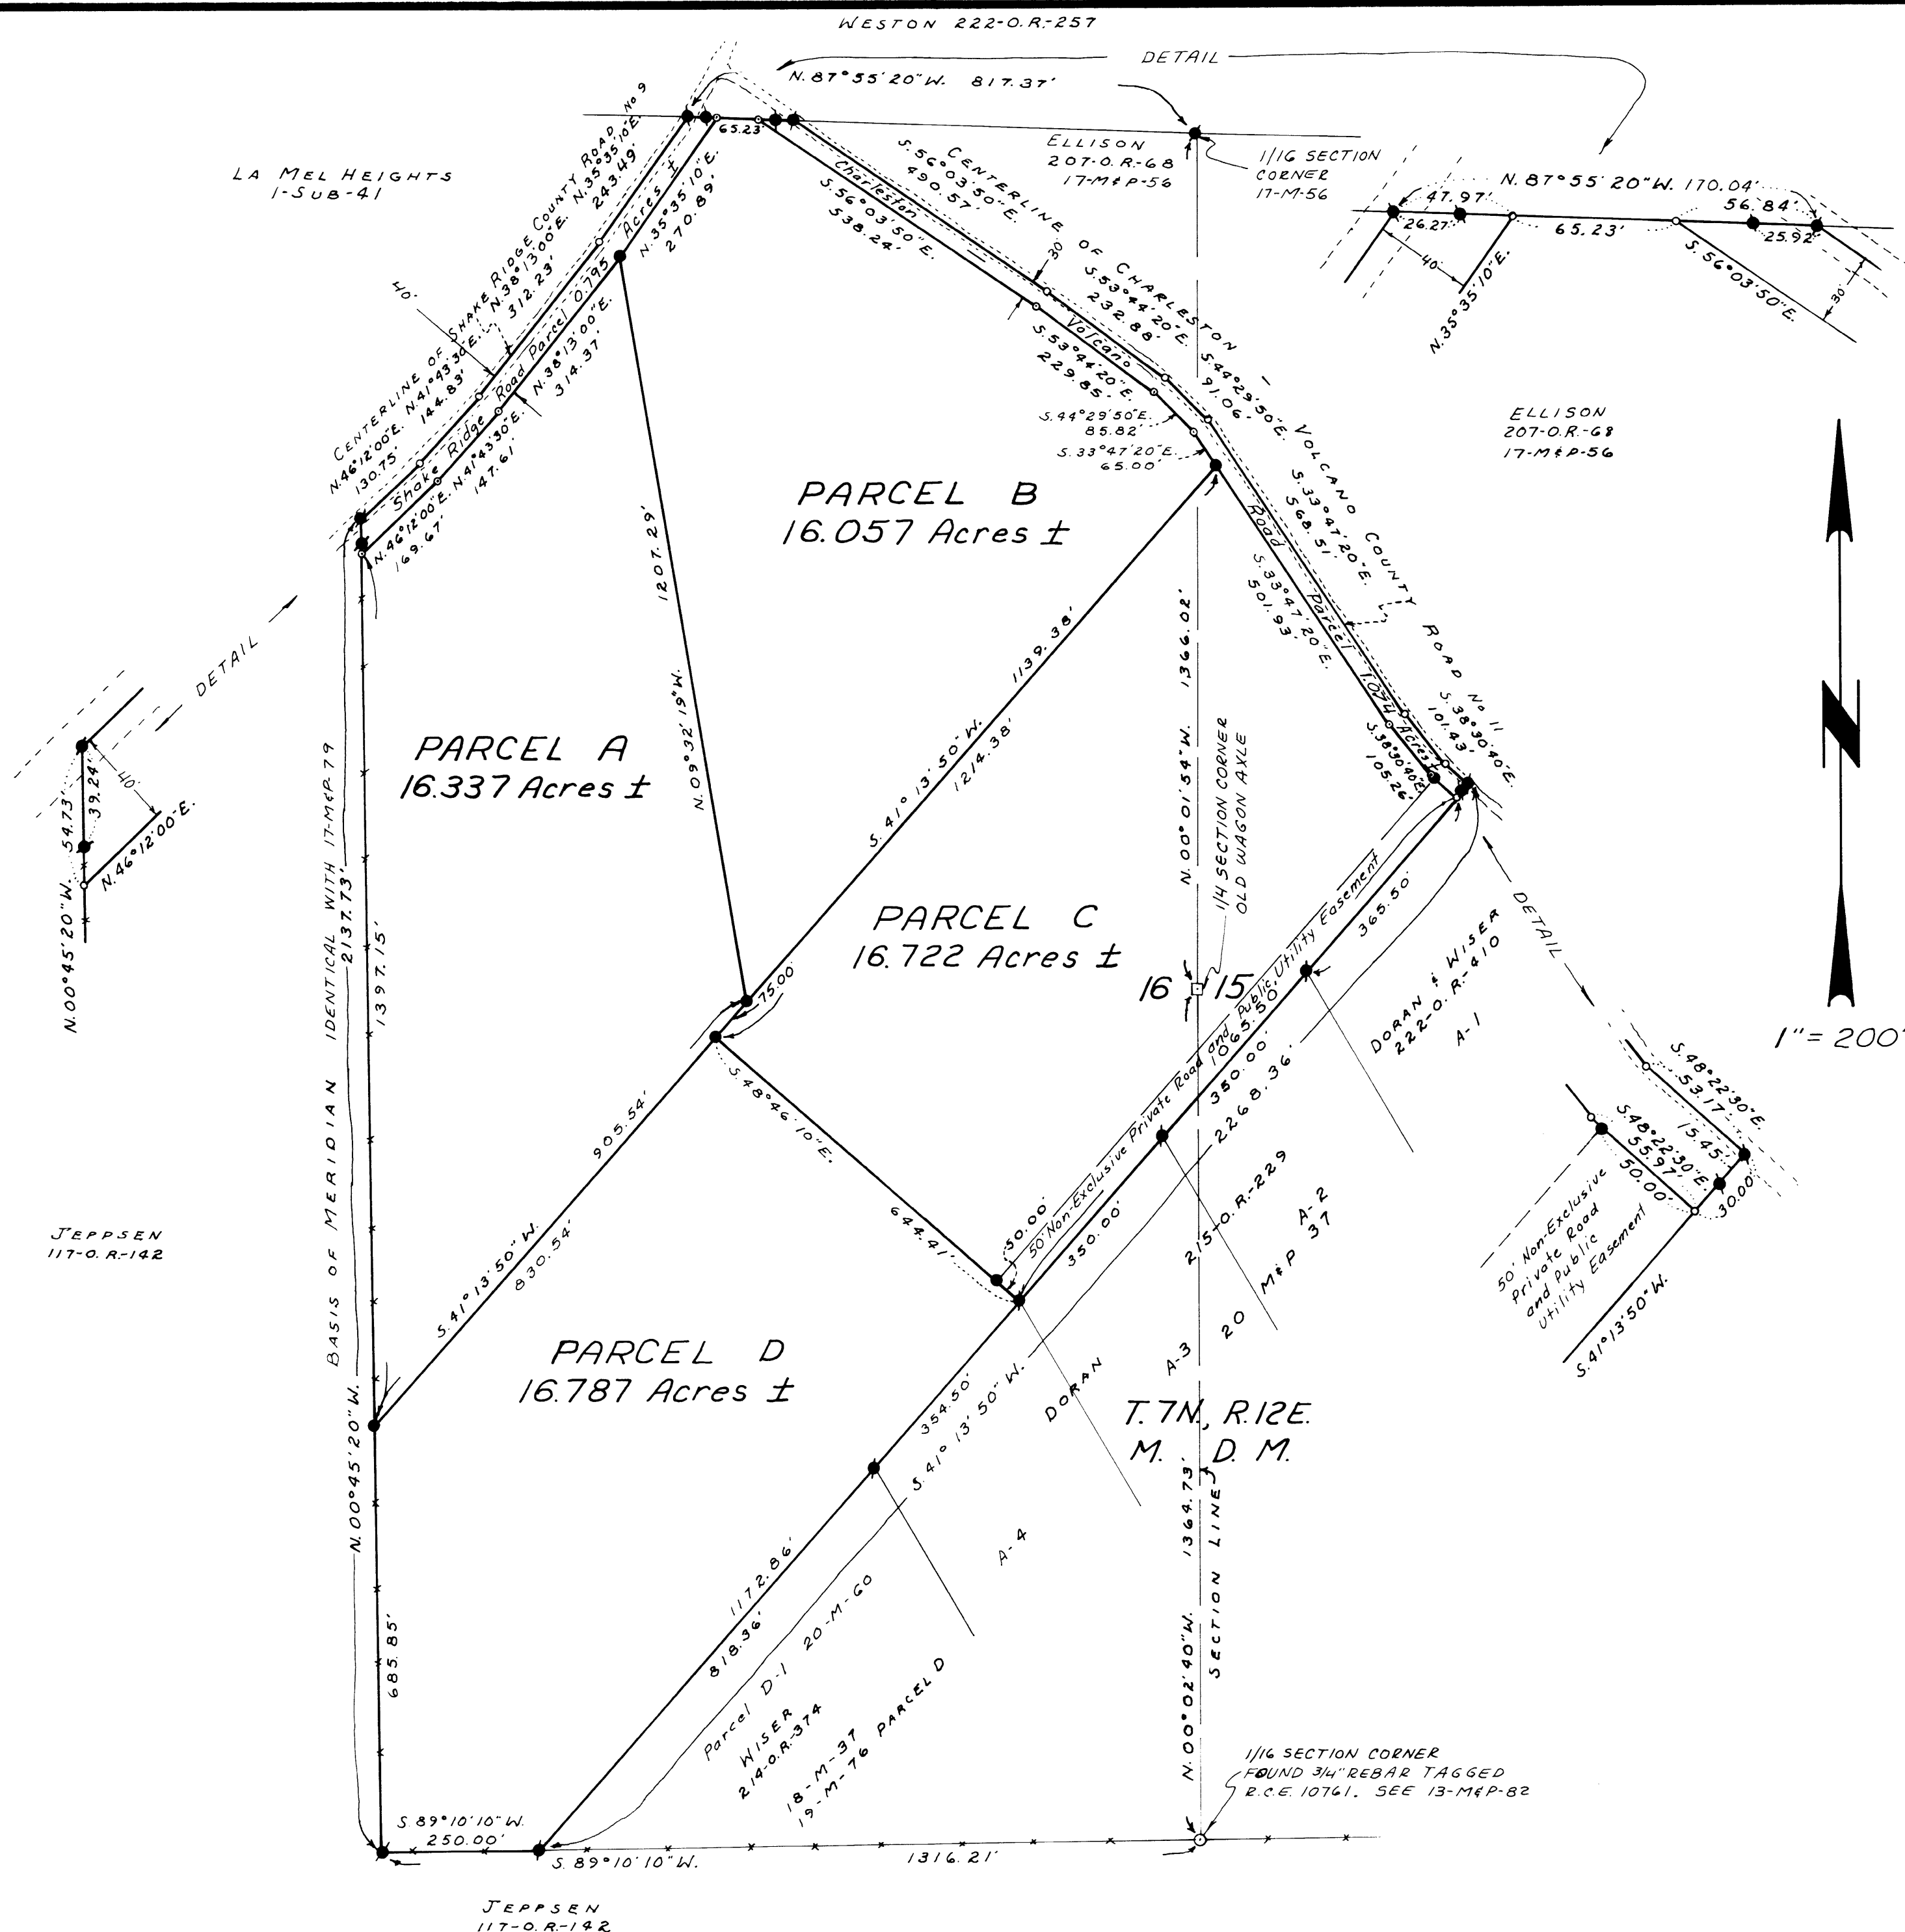 WESTON 222-O.R.-257
DETAIL
N.87°55'20"W. 817.37'
65.23'
ELLISON
207-O.R.-68
17-M&P-56
1/16 SECTION
CORNER
17-M-56
N.87°55'20"W. 170.04'
47.97'
26.27'
65.23'
56.84'
25.92'
40'
N.35°35'10"E.
S.56°03'50"E.
30'
LA MEL HEIGHTS
1-SUB-41
CENTERLINE OF SHAKE RIDGE COUNTY ROAD No 9
N.35°35'10"E.
243.49'
N.38°13'00"E.
312.23'
N.41°43'30"E.
144.83'
N.46°12'00"E.
130.75'
40'
Shake Ridge Road Parcel 0.795 Acres ±
N.35°35'10"E.
270.89'
N.38°13'00"E.
314.37'
N.41°43'30"E.
147.61'
N.46°12'00"E.
169.67'
CENTERLINE OF CHARLESTON - VOLCANO COUNTY ROAD No 11
S.56°03'50"E.
490.57'
S.53°44'20"E.
232.88'
S.44°29'50"E.
91.06'
S.33°47'20"E.
568.51'
S.38°30'40"E.
101.43'
30'
Charleston Volcano Road Parcel 1.074 Acres ±
S.56°03'50"E.
538.24'
S.53°44'20"E.
229.85'
S.44°29'50"E.
85.82'
S.33°47'20"E.
65.00'
S.33°47'20"E.
501.93'
S.38°30'40"E.
105.26'
ELLISON
207-O.R.-68
17-M&P-56
PARCEL B
16.057 Acres ±
1207.29'
N.09°32'19"W.
1139.38'
S.41°13'50"W.
1214.38'
75.00'
N.00°01'54"W. 1366.02'
1/4 SECTION CORNER
OLD WAGON AXLE
N
1"=200'
DETAIL
39.24'
54.73'
40'
N.46°12'00"E.
N.00°45'20"W.
PARCEL A
16.337 Acres ±
BASIS OF MERIDIAN IDENTICAL WITH 17-M&P-79
2137.73'
1397.15'
N.00°45'20"W.
PARCEL C
16.722 Acres ±
16 15
50' Non-Exclusive Private Road and Public Utility Easement
365.50'
1065.50'
350.00'
2268.36'
350.00'
50.00'
DORAN & WISER
222-O.R.-410
A-1
DETAIL
S.48°22'30"E.
53.17'
15.45'
S.48°22'30"E.
55.97'
50.00'
30.00'
50' Non-Exclusive
Private Road
and Public
Utility Easement
S.41°13'50"W.
S.48°46'10"E.
644.41'
905.54'
S.41°13'50"W.
830.54'
JEPPSEN
117-O.R.-142
PARCEL D
16.787 Acres ±
DORAN
215-O.R.-229
A-2
A-3 20 M&P 37
354.50'
S.41°13'50"W.
T.7N., R.12E.
M. D. M.
N.00°02'40"W. 1364.73'
SECTION LINE
A-4
1172.86'
818.36'
Parcel D-1 20-M-60
WISER
214-O.R.-374
18-M-37
19-M-76 PARCEL D
685.85'
1/16 SECTION CORNER
FOUND 3/4" REBAR TAGGED
R.C.E. 10761. SEE 13-M&P-82
S.89°10'10"W.
250.00'
S.89°10'10"W.
1316.21'
JEPPSEN
117-O.R.-142